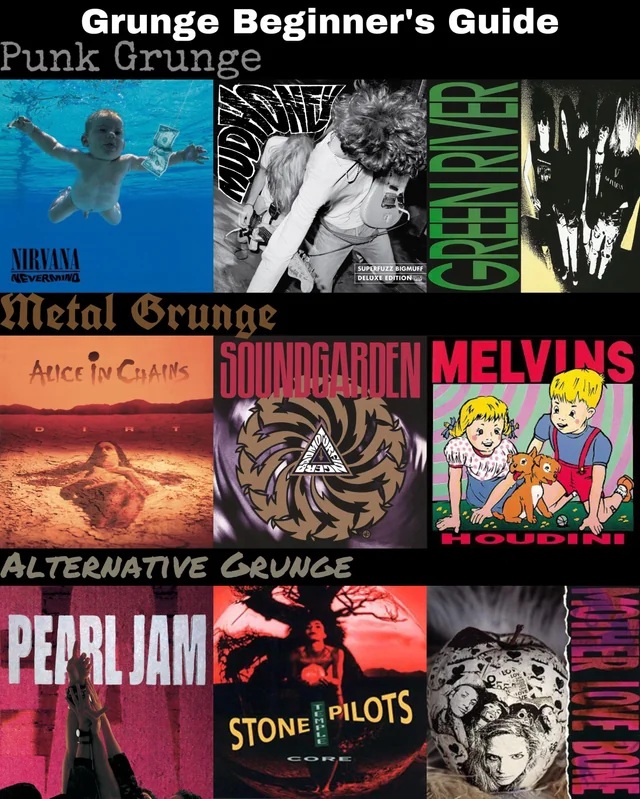 Grunge Beginner's Guide
Punk Grunge
NIRVANA
NEVERMIND
MUDHONEY
SUPERFUZZ BIGMUFF
DELUXE EDITION
GREEN RIVER
Metal Grunge
ALICE IN CHAINS
DIRT
SOUNDGARDEN
BADMOTORFINGER
MELVINS
HOUDINI
ALTERNATIVE GRUNGE
PEARL JAM
STONE TEMPLE PILOTS
CORE
MOTHER LOVE BONE